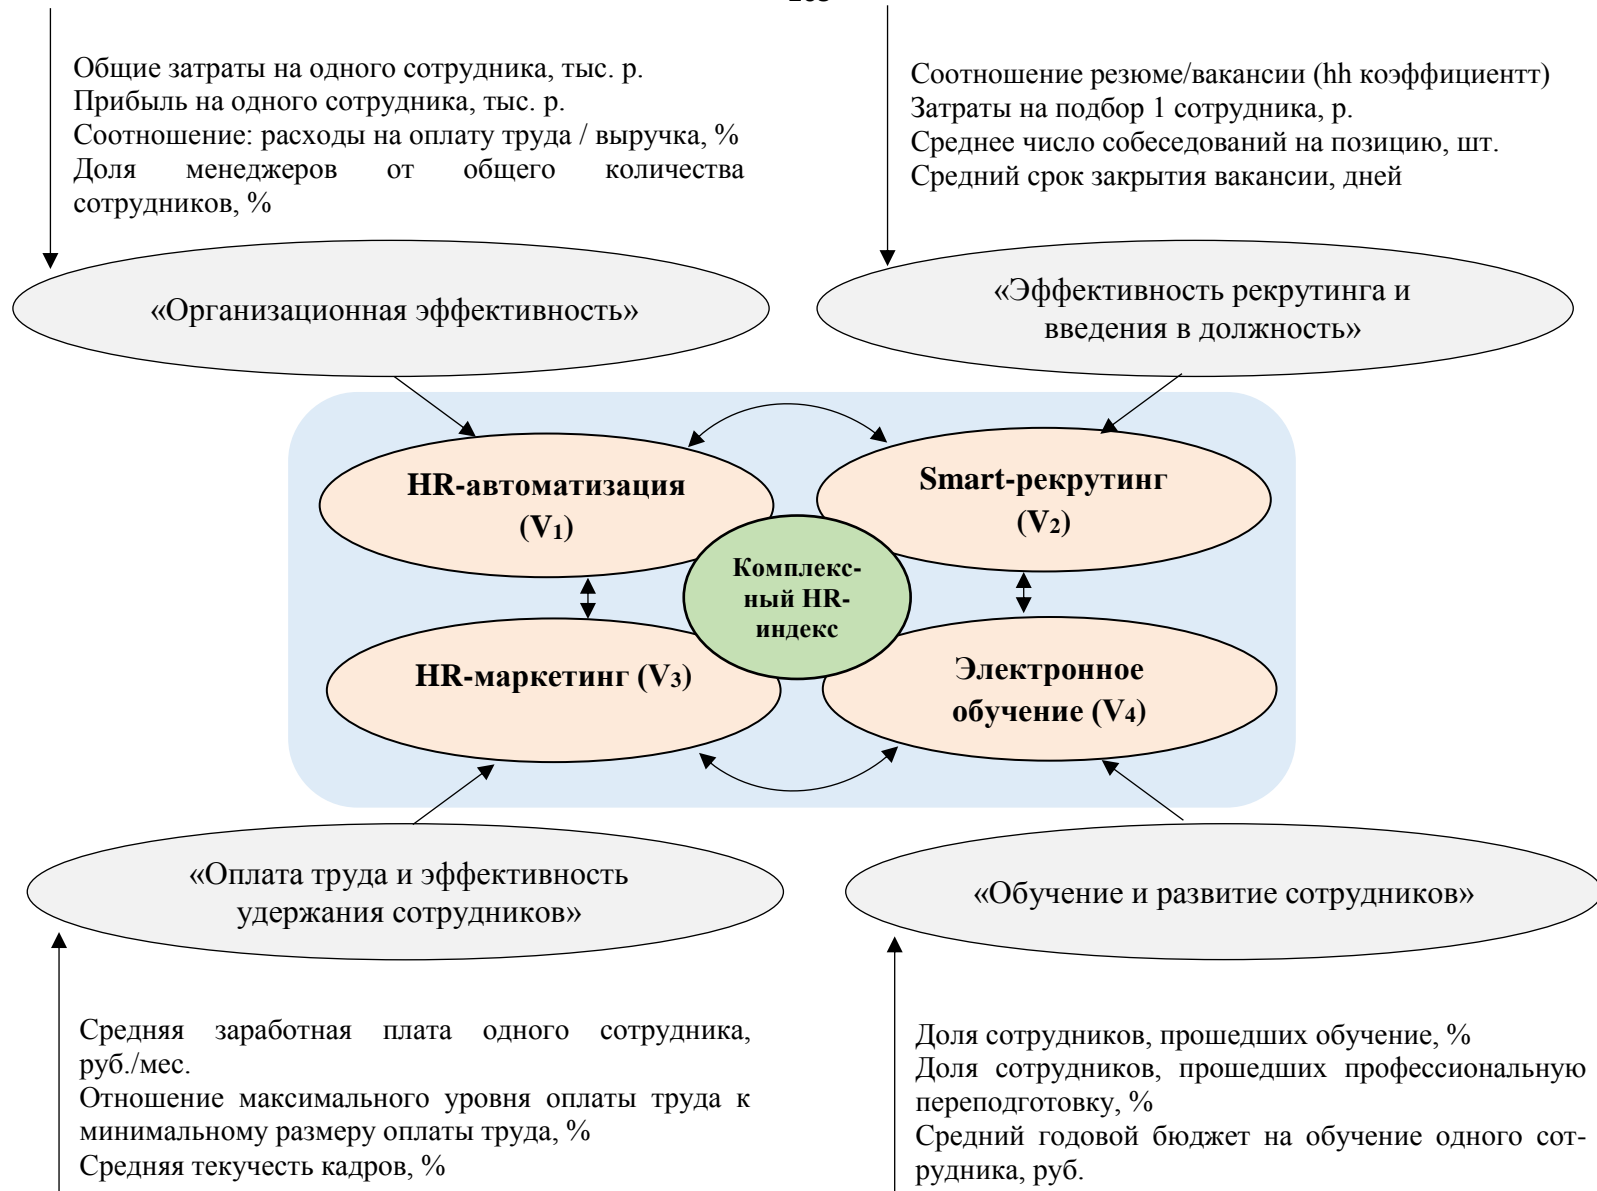 Общие затраты на одного сотрудника, тыс. р.
Прибыль на одного сотрудника, тыс. р.
Соотношение: расходы на оплату труда / выручка, %
Доля менеджеров от общего количества
сотрудников, %
Соотношение резюме/вакансии (hh коэффициентт)
Затраты на подбор 1 сотрудника, р.
Среднее число собеседований на позицию, шт.
Средний срок закрытия вакансии, дней
«Организационная эффективность»
«Эффективность рекрутинга и
введения в должность»
HR-автоматизация
(V1)
Smart-рекрутинг
(V2)
Комплекс-
ный HR-
индекс
HR-маркетинг (V3)
Электронное
обучение (V4)
«Оплата труда и эффективность
удержания сотрудников»
«Обучение и развитие сотрудников»
Средняя заработная плата одного сотрудника,
руб./мес.
Отношение максимального уровня оплаты труда к
минимальному размеру оплаты труда, %
Средняя текучесть кадров, %
Доля сотрудников, прошедших обучение, %
Доля сотрудников, прошедших профессиональную
переподготовку, %
Средний годовой бюджет на обучение одного сот-
рудника, руб.